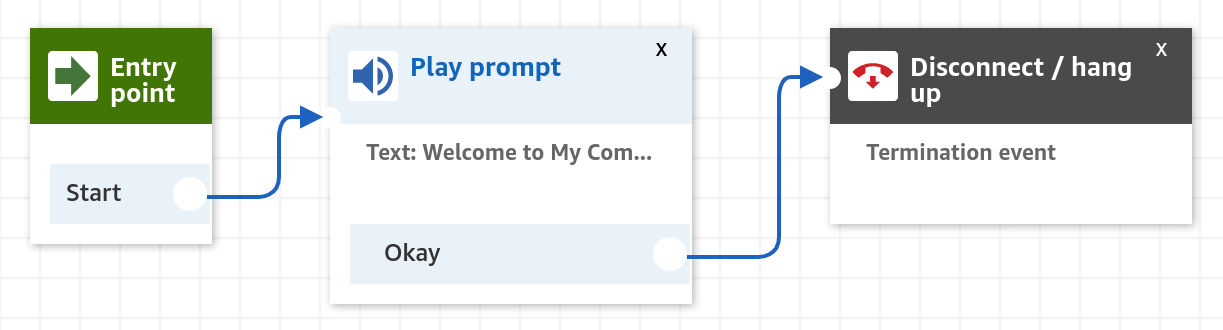 Entry
point
Start
X
Play prompt
Text: Welcome to My Com...
Okay
X
Disconnect / hang
up
Termination event